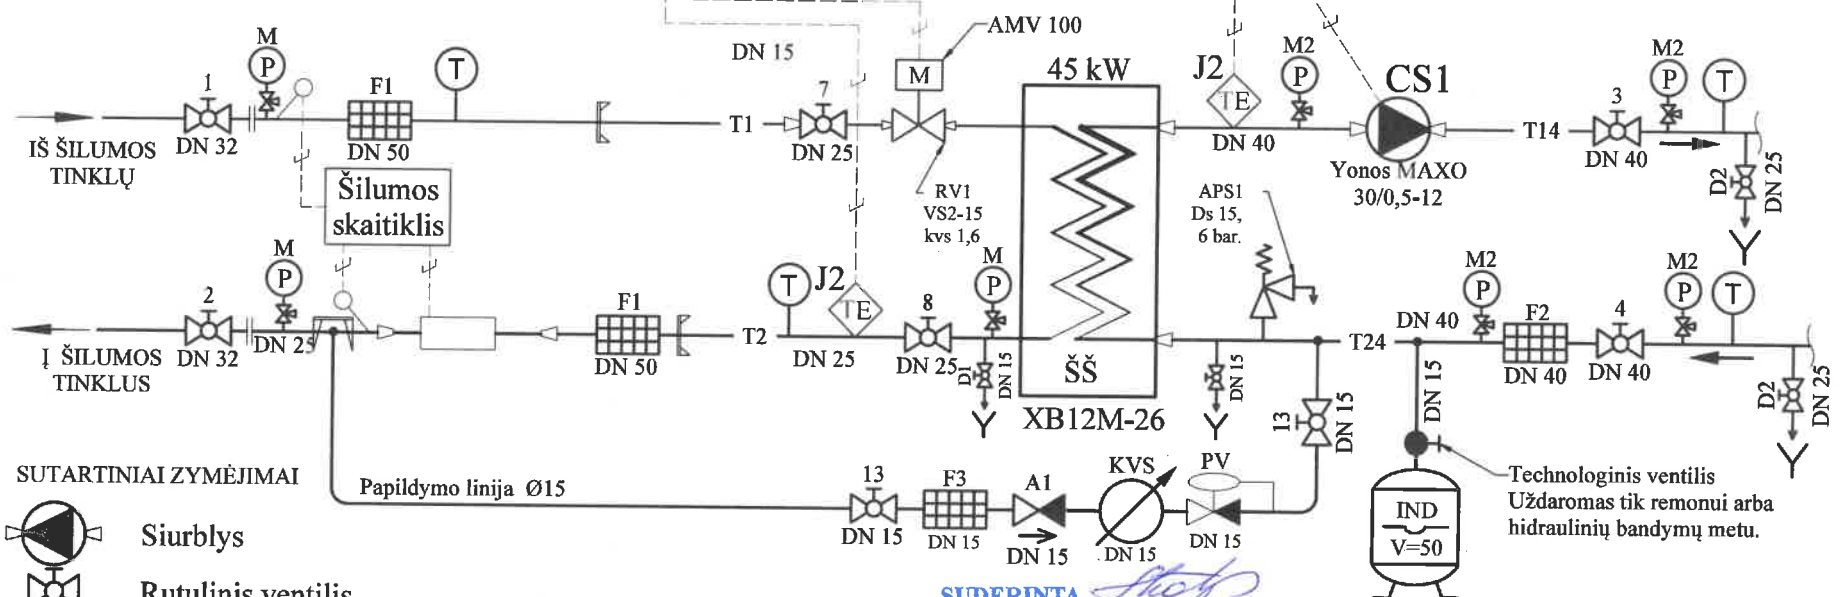 AMV 100
DN 15
M
1
P
F1
T
7
M
45 kW
J2
TE
M2
P
CS1
3
M2
P
T
IŠ ŠILUMOS
TINKLŲ
DN 32
DN 50
T1
DN 25
DN 40
T14
DN 40
D2
DN 25
Šilumos
skaitiklis
RV1
VS2-15
kvs 1,6
APS1
Ds 15,
6 bar.
Yonos MAXO
30/0,5-12
M
2
P
F1
T
J2
TE
8
M
P
M2
P
F2
4
M2
P
T
Į ŠILUMOS
TINKLUS
DN 32
DN 25
DN 50
T2
DN 25
DN 25
D1
DN 15
ŠŠ
XB12M-26
DN 15
13
DN 15
T24
DN 40
DN 15
DN 40
DN 40
D2
DN 25
SUTARTINIAI ZYMĖJIMAI
Papildymo linija Ø15
13
F3
A1
KVS
PV
DN 15
DN 15
DN 15
DN 15
DN 15
Technologinis ventilis
Uždaromas tik remonui arba
hidraulinių bandymų metu.
IND
V=50
Siurblys
Rutulinis ventilis
SUDERINTA